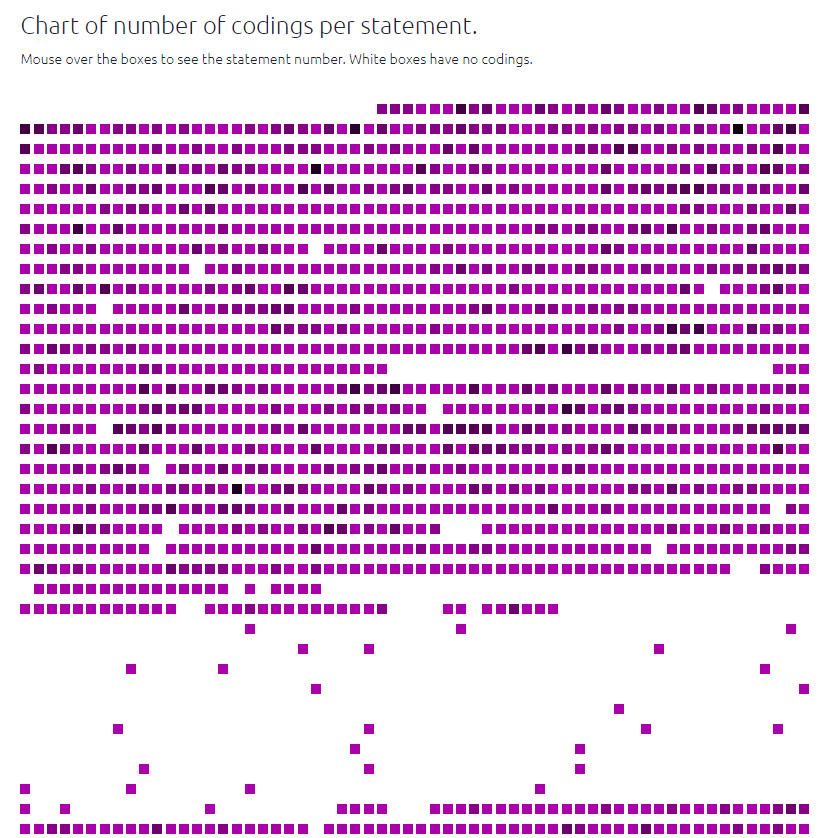 Chart of number of codings per statement.
Mouse over the boxes to see the statement number. White boxes have no codings.